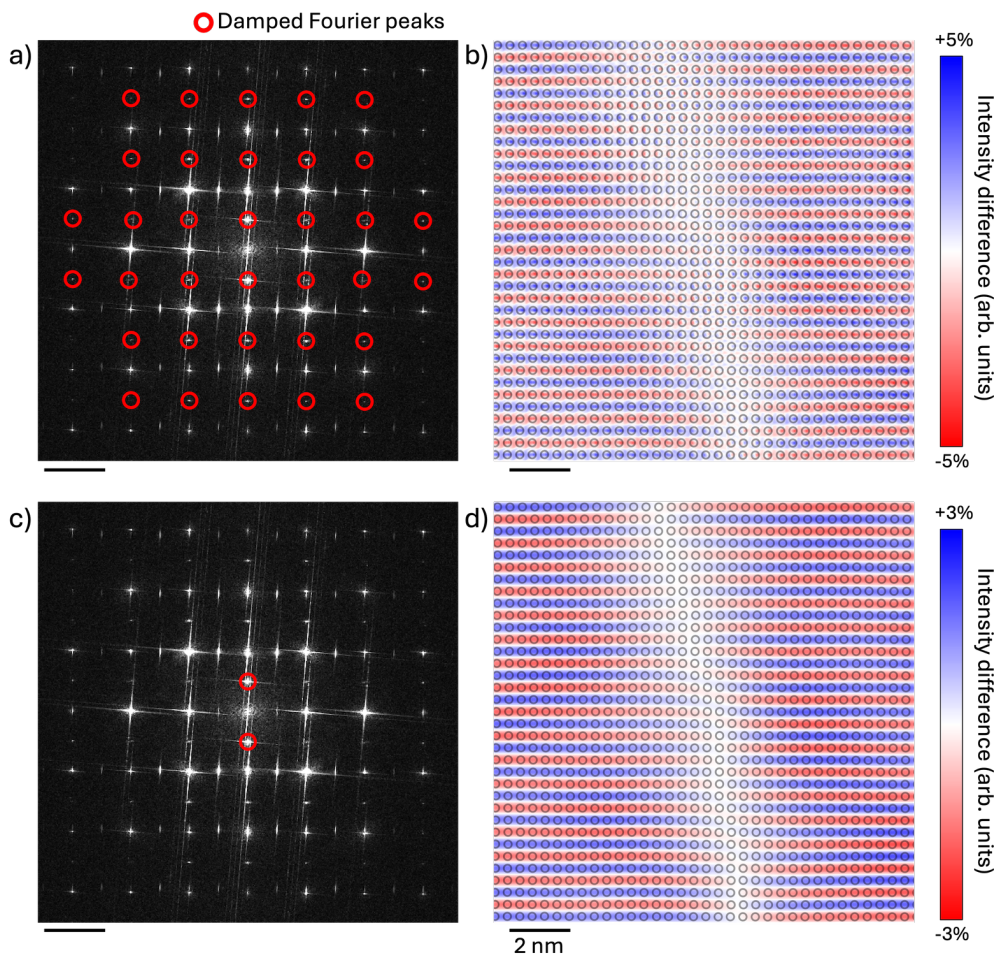 Damped Fourier peaks
a)
b)
+5%
Intensity difference (arb. units)
-5%
c)
d)
+3%
Intensity difference (arb. units)
-3%
2 nm